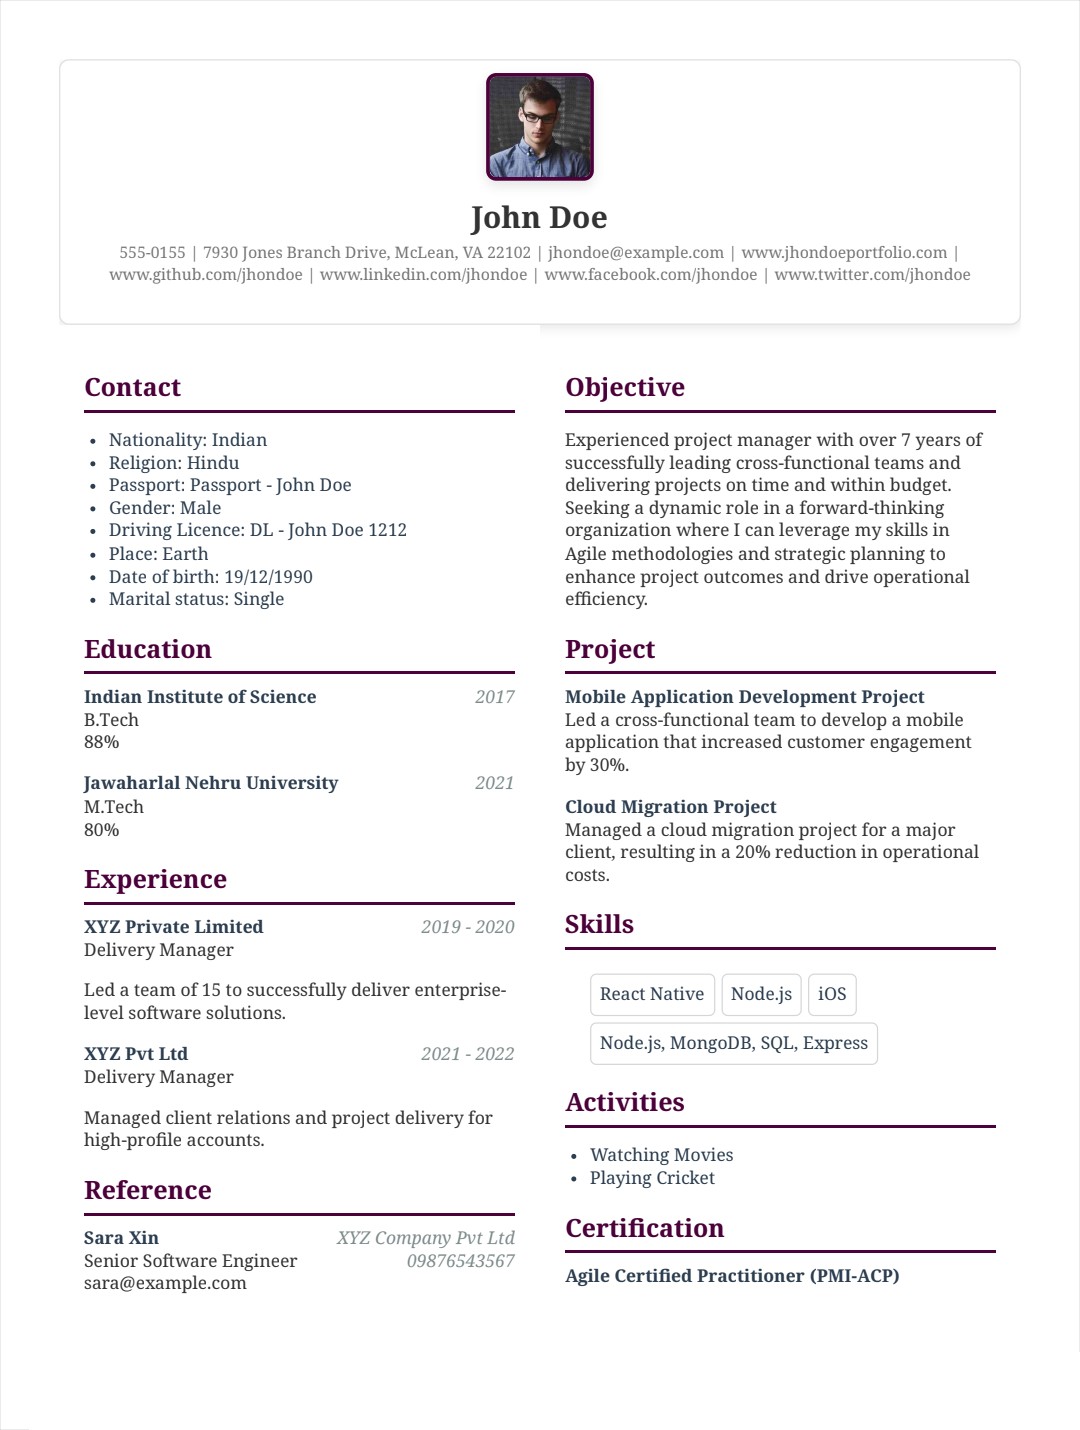 John Doe
555-0155 | 7930 Jones Branch Drive, McLean, VA 22102 | jhondoe@example.com | www.jhondoeportfolio.com |
www.github.com/jhondoe | www.linkedin.com/jhondoe | www.facebook.com/jhondoe | www.twitter.com/jhondoe
Contact
• Nationality: Indian
• Religion: Hindu
• Passport: Passport - John Doe
• Gender: Male
• Driving Licence: DL - John Doe 1212
• Place: Earth
• Date of birth: 19/12/1990
• Marital status: Single
Education
Indian Institute of Science 2017
B.Tech
88%
Jawaharlal Nehru University 2021
M.Tech
80%
Experience
XYZ Private Limited 2019 - 2020
Delivery Manager
Led a team of 15 to successfully deliver enterprise-
level software solutions.
XYZ Pvt Ltd 2021 - 2022
Delivery Manager
Managed client relations and project delivery for
high-profile accounts.
Reference
Sara Xin XYZ Company Pvt Ltd
Senior Software Engineer 09876543567
sara@example.com
Objective
Experienced project manager with over 7 years of
successfully leading cross-functional teams and
delivering projects on time and within budget.
Seeking a dynamic role in a forward-thinking
organization where I can leverage my skills in
Agile methodologies and strategic planning to
enhance project outcomes and drive operational
efficiency.
Project
Mobile Application Development Project
Led a cross-functional team to develop a mobile
application that increased customer engagement
by 30%.
Cloud Migration Project
Managed a cloud migration project for a major
client, resulting in a 20% reduction in operational
costs.
Skills
React Native Node.js iOS
Node.js, MongoDB, SQL, Express
Activities
• Watching Movies
• Playing Cricket
Certification
Agile Certified Practitioner (PMI-ACP)